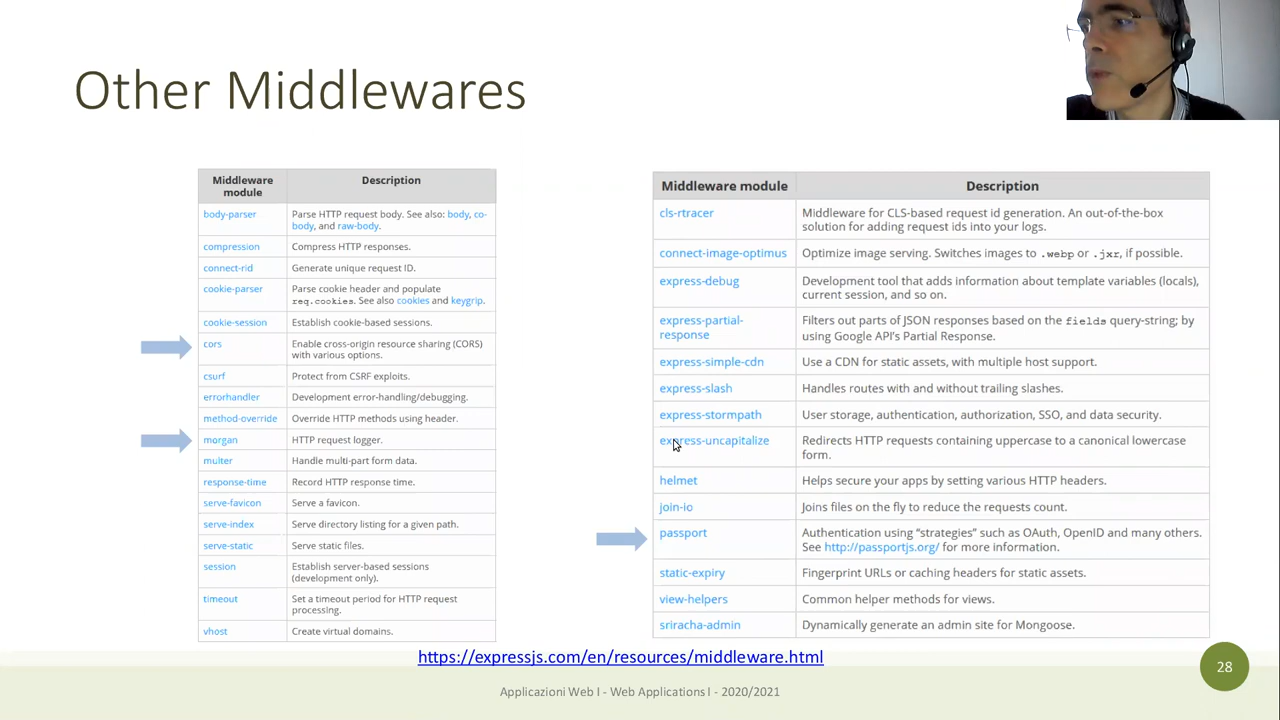 Other Middlewares
Middleware
module
Description
body-parser
Parse HTTP request body. See also: body, co-
body, and raw-body.
compression
Compress HTTP responses.
connect-rid
Generate unique request ID.
cookie-parser
Parse cookie header and populate
req.cookies. See also cookies and keygrip.
cookie-session
Establish cookie-based sessions.
cors
Enable cross-origin resource sharing (CORS)
with various options.
csurf
Protect from CSRF exploits.
errorhandler
Development error-handling/debugging.
method-override
Override HTTP methods using header.
morgan
HTTP request logger.
multer
Handle multi-part form data.
response-time
Record HTTP response time.
serve-favicon
Serve a favicon.
serve-index
Serve directory listing for a given path.
serve-static
Serve static files.
session
Establish server-based sessions
(development only).
timeout
Set a timeout period for HTTP request
processing.
vhost
Create virtual domains.
Middleware module
Description
cls-rtracer
Middleware for CLS-based request id generation. An out-of-the-box
solution for adding request ids into your logs.
connect-image-optimus
Optimize image serving. Switches images to .webp or .jxr, if possible.
express-debug
Development tool that adds information about template variables (locals),
current session, and so on.
express-partial-
response
Filters out parts of JSON responses based on the fields query-string; by
using Google API's Partial Response.
express-simple-cdn
Use a CDN for static assets, with multiple host support.
express-slash
Handles routes with and without trailing slashes.
express-stormpath
User storage, authentication, authorization, SSO, and data security.
express-uncapitalize
Redirects HTTP requests containing uppercase to a canonical lowercase
form.
helmet
Helps secure your apps by setting various HTTP headers.
join-io
Joins files on the fly to reduce the requests count.
passport
Authentication using “strategies” such as OAuth, OpenID and many others.
See http://passportjs.org/ for more information.
static-expiry
Fingerprint URLs or caching headers for static assets.
view-helpers
Common helper methods for views.
sriracha-admin
Dynamically generate an admin site for Mongoose.
https://expressjs.com/en/resources/middleware.html
28
Applicazioni Web I - Web Applications I - 2020/2021